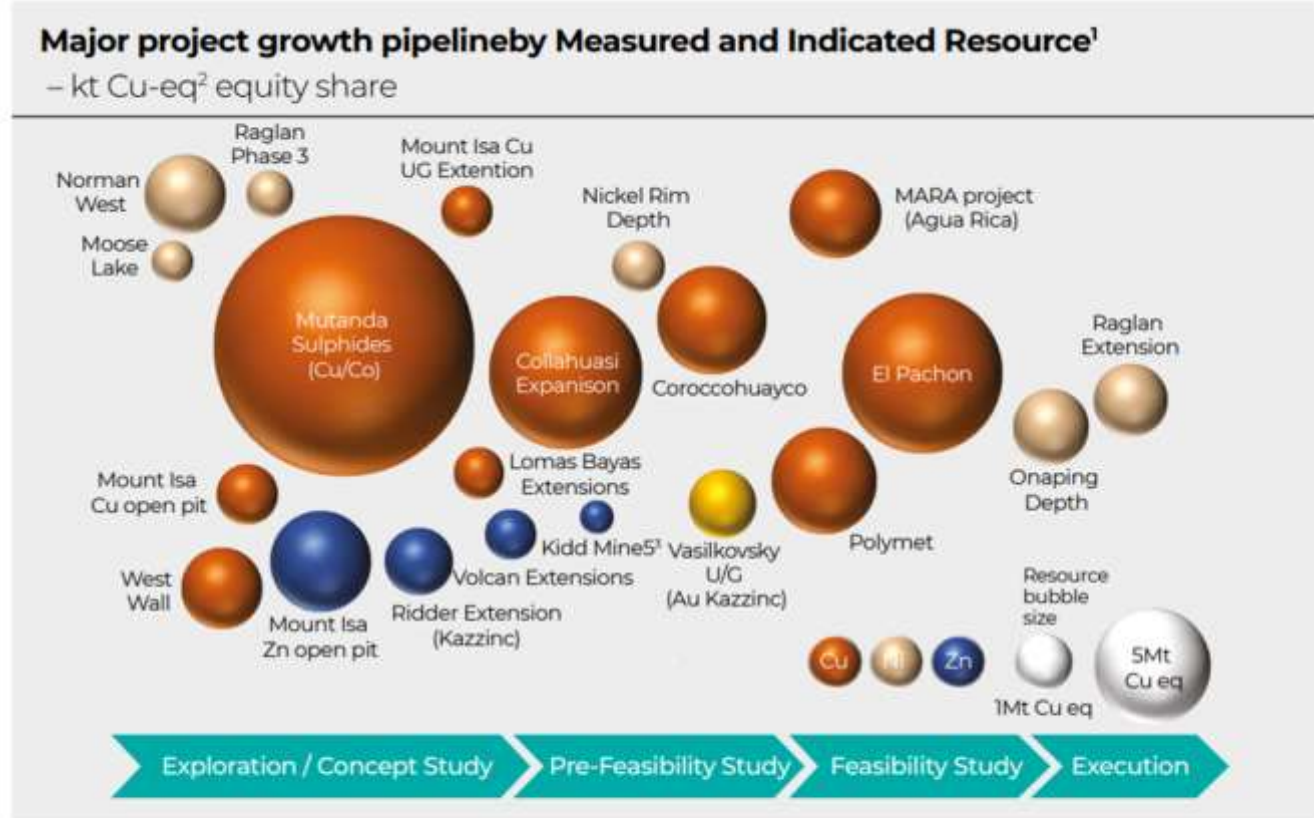 Major project growth pipelineby Measured and Indicated Resource¹
– kt Cu-eq² equity share
Raglan
Phase 3
Norman
West
Moose
Lake
Mount Isa Cu
UG Extention
Nickel Rim
Depth
MARA project
(Agua Rica)
Mutanda
Sulphides
(Cu/Co)
Collahuasi
Expanison
Coroccohuayco
El Pachon
Raglan
Extension
Mount Isa
Cu open pit
Lomas Bayas
Extensions
Onaping
Depth
Kidd Mine5³
Vasilkovsky
U/G
(Au Kazzinc)
Polymet
West
Wall
Volcan Extensions
Mount Isa
Zn open pit
Ridder Extension
(Kazzinc)
Resource
bubble
size
Cu
Ni
Zn
1Mt Cu eq
5Mt
Cu eq
Exploration / Concept Study
Pre-Feasibility Study
Feasibility Study
Execution